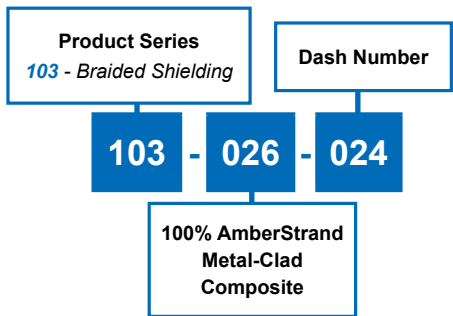 Product Series
103 - Braided Shielding
Dash Number
103 - 026 - 024
100% AmberStrand
Metal-Clad
Composite